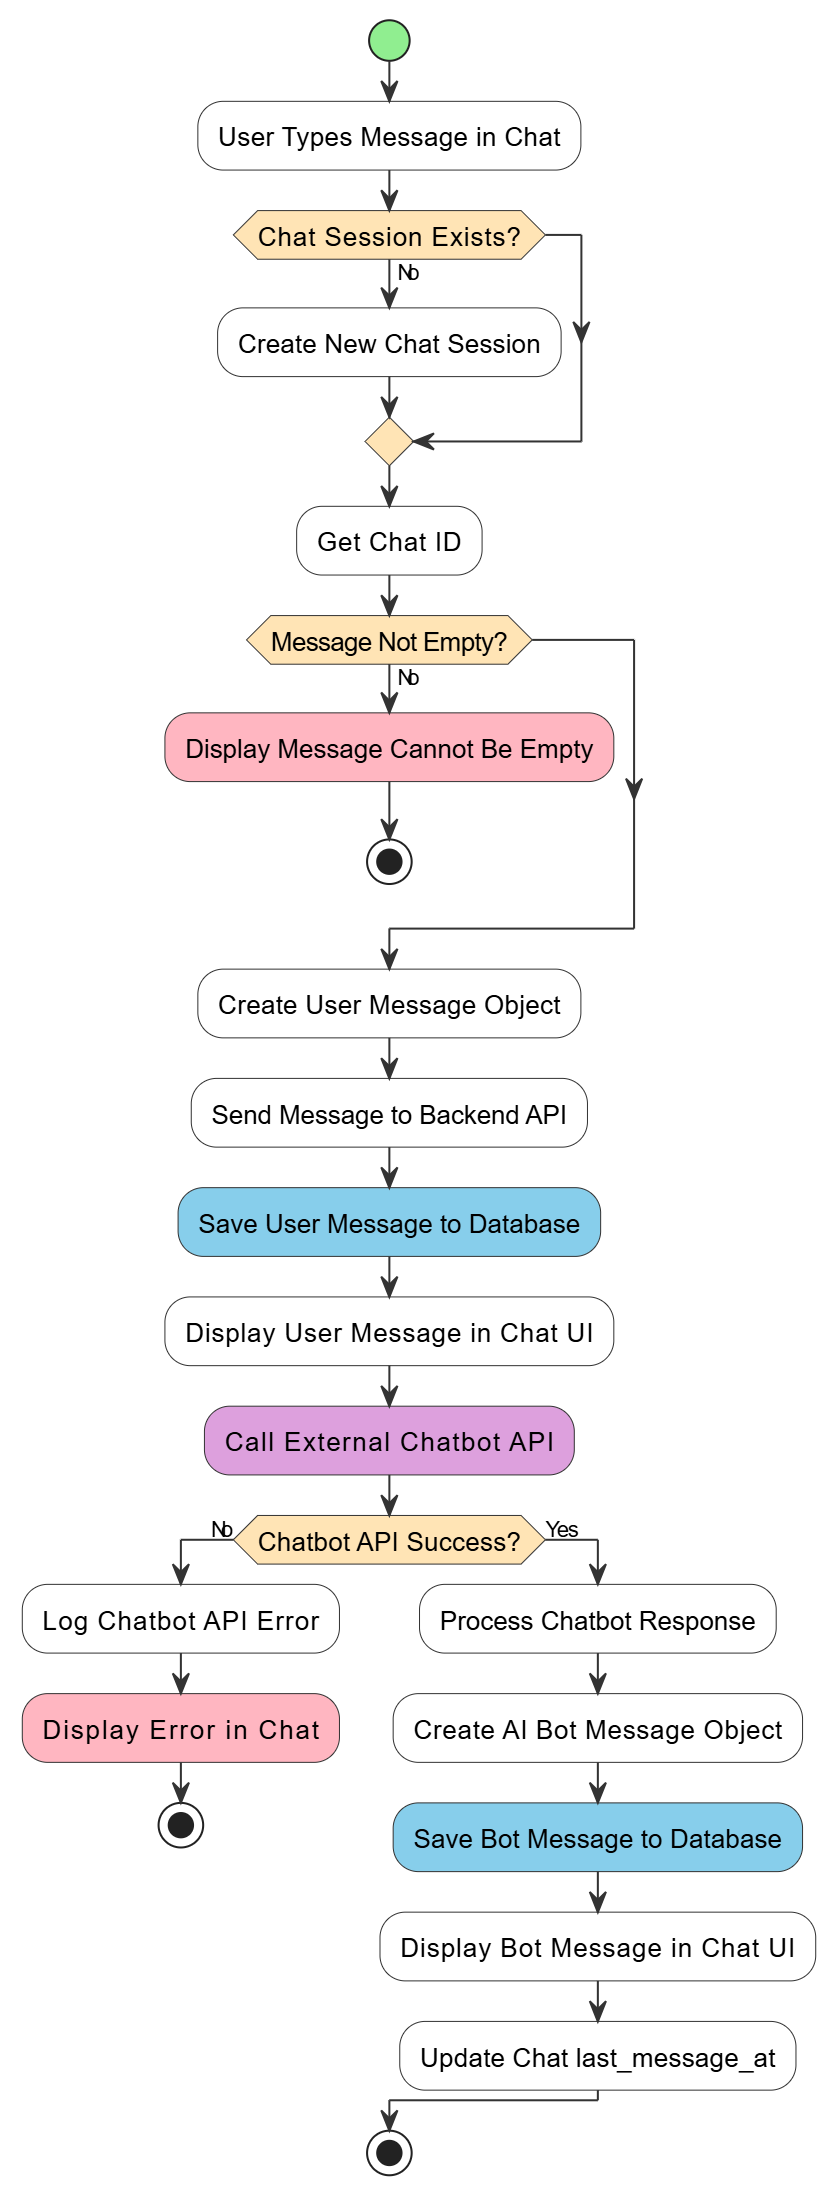 User Types Message in Chat
Chat Session Exists?
No
Create New Chat Session
Get Chat ID
Message Not Empty?
No
Display Message Cannot Be Empty
Create User Message Object
Send Message to Backend API
Save User Message to Database
Display User Message in Chat UI
Call External Chatbot API
No
Chatbot API Success?
Yes
Log Chatbot API Error
Process Chatbot Response
Display Error in Chat
Create AI Bot Message Object
Save Bot Message to Database
Display Bot Message in Chat UI
Update Chat last_message_at